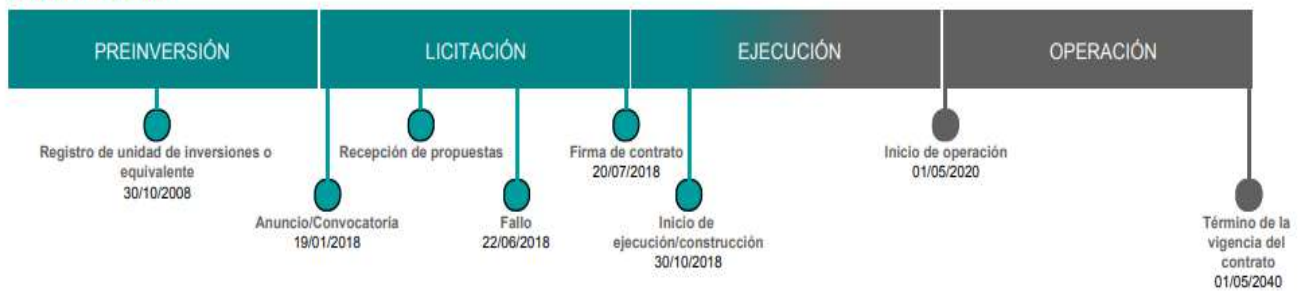 PREINVERSIÓN
LICITACIÓN
EJECUCIÓN
OPERACIÓN
Registro de unidad de inversiones o
equivalente
30/10/2008
Anuncio/Convocatoria
19/01/2018
Recepción de propuestas
Fallo
22/06/2018
Firma de contrato
20/07/2018
Inicio de
ejecución/construcción
30/10/2018
Inicio de operación
01/05/2020
Término de la
vigencia del
contrato
01/05/2040